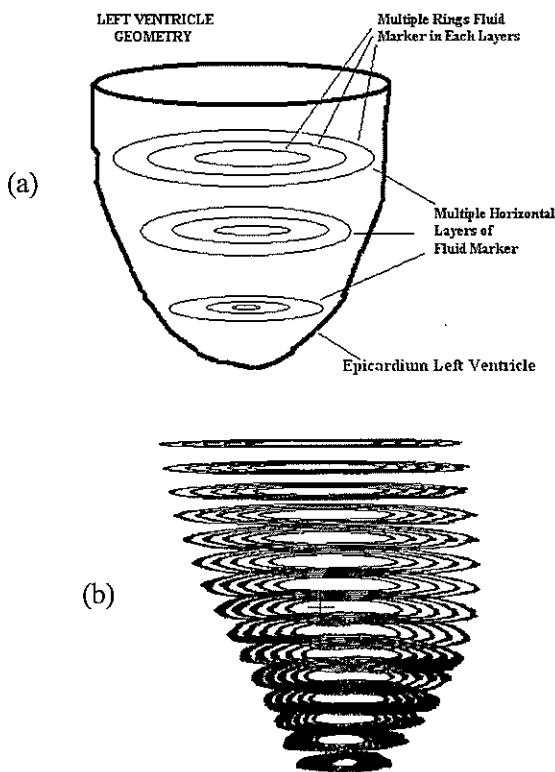 LEFT VENTRICLE
GEOMETRY
Multiple Rings Fluid
Marker in Each Layers
(a)
Multiple Horizontal
Layers of
Fluid Marker
Epicardium Left Ventricle
(b)